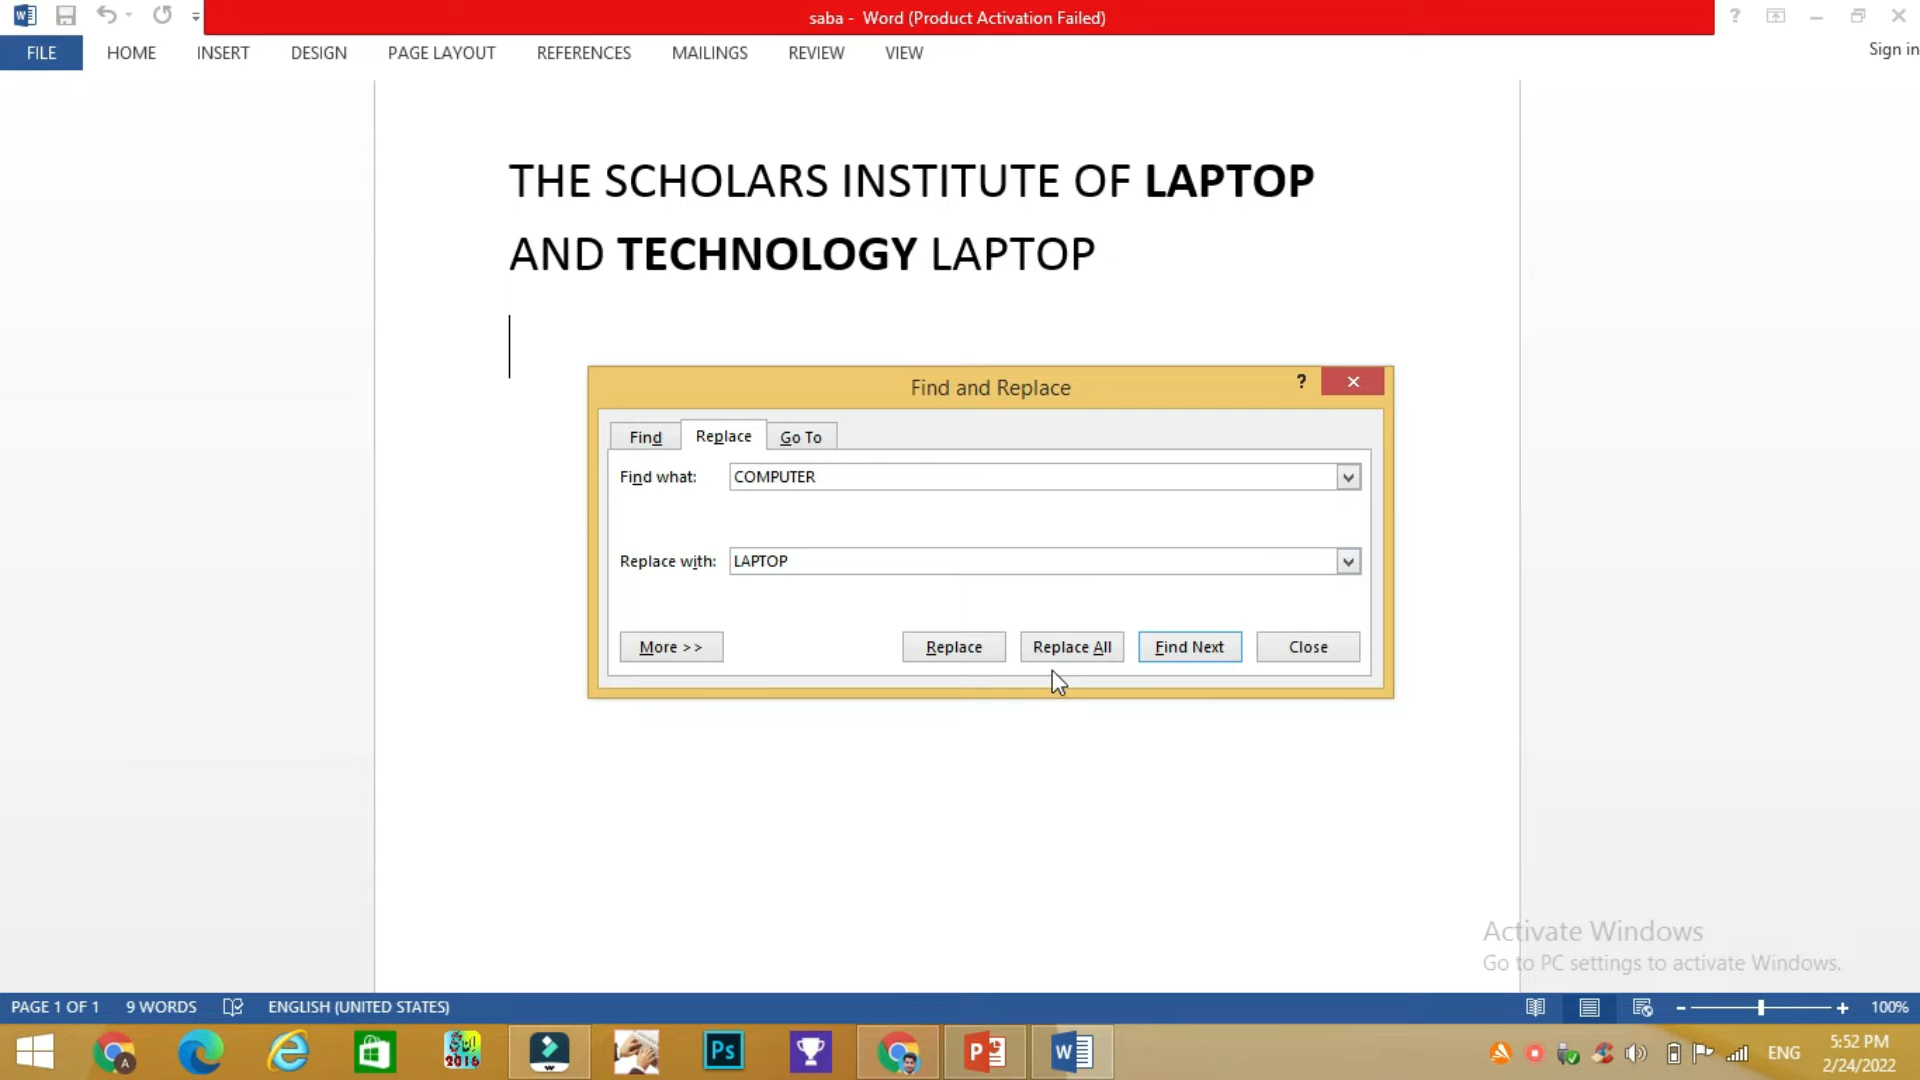 saba - Word (Product Activation Failed)
?
FILE HOME INSERT DESIGN PAGE LAYOUT REFERENCES MAILINGS REVIEW VIEW Sign in
THE SCHOLARS INSTITUTE OF LAPTOP
AND TECHNOLOGY LAPTOP
Find and Replace ?
Find Replace Go To
Find what: COMPUTER
Replace with: LAPTOP
More >> Replace Replace All Find Next Close
Activate Windows
Go to PC settings to activate Windows.
PAGE 1 OF 1 9 WORDS ENGLISH (UNITED STATES) 100%
A
2016
Ps
P
W
ENG
5:52 PM
2/24/2022